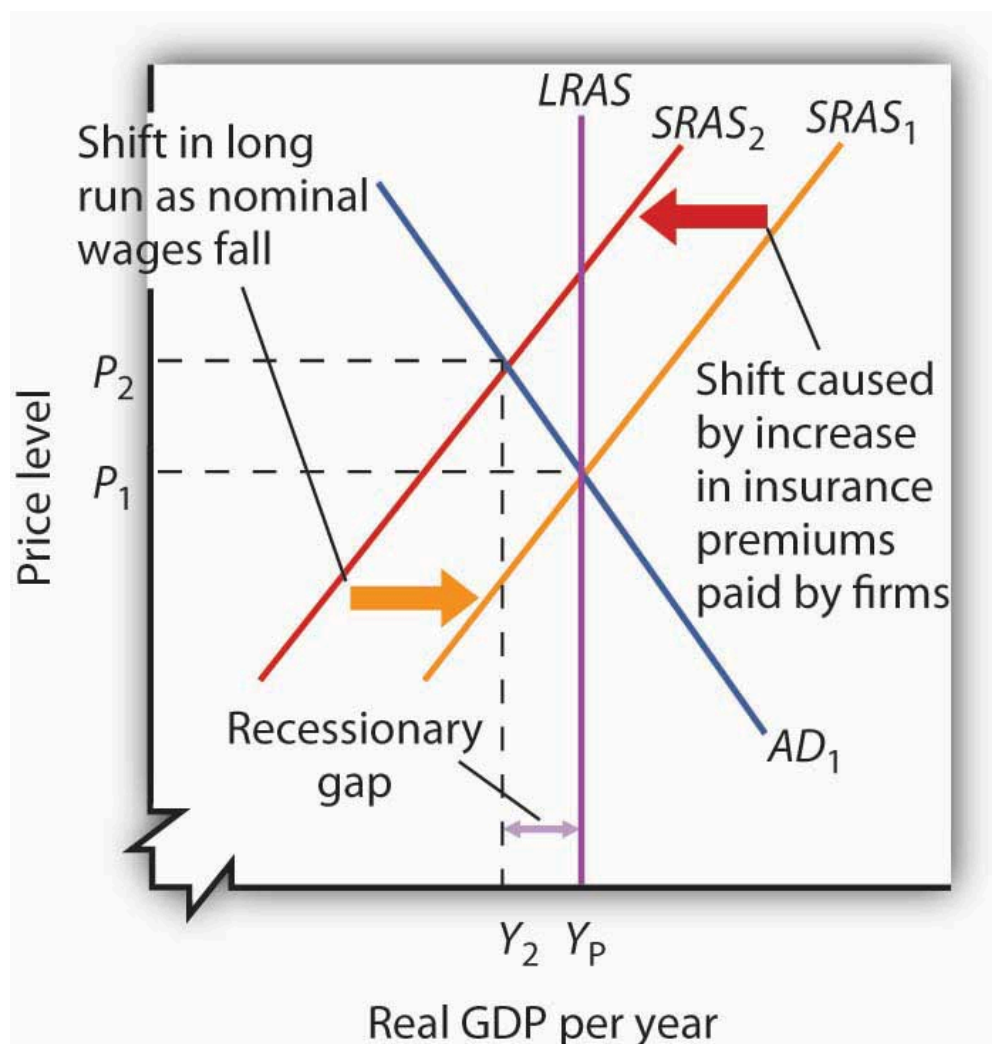 LRAS
SRAS₂
SRAS₁
Shift in long
run as nominal
wages fall
P₂
P₁
Price level
Shift caused
by increase
in insurance
premiums
paid by firms
Recessionary
gap
AD₁
Y₂
Yₚ
Real GDP per year